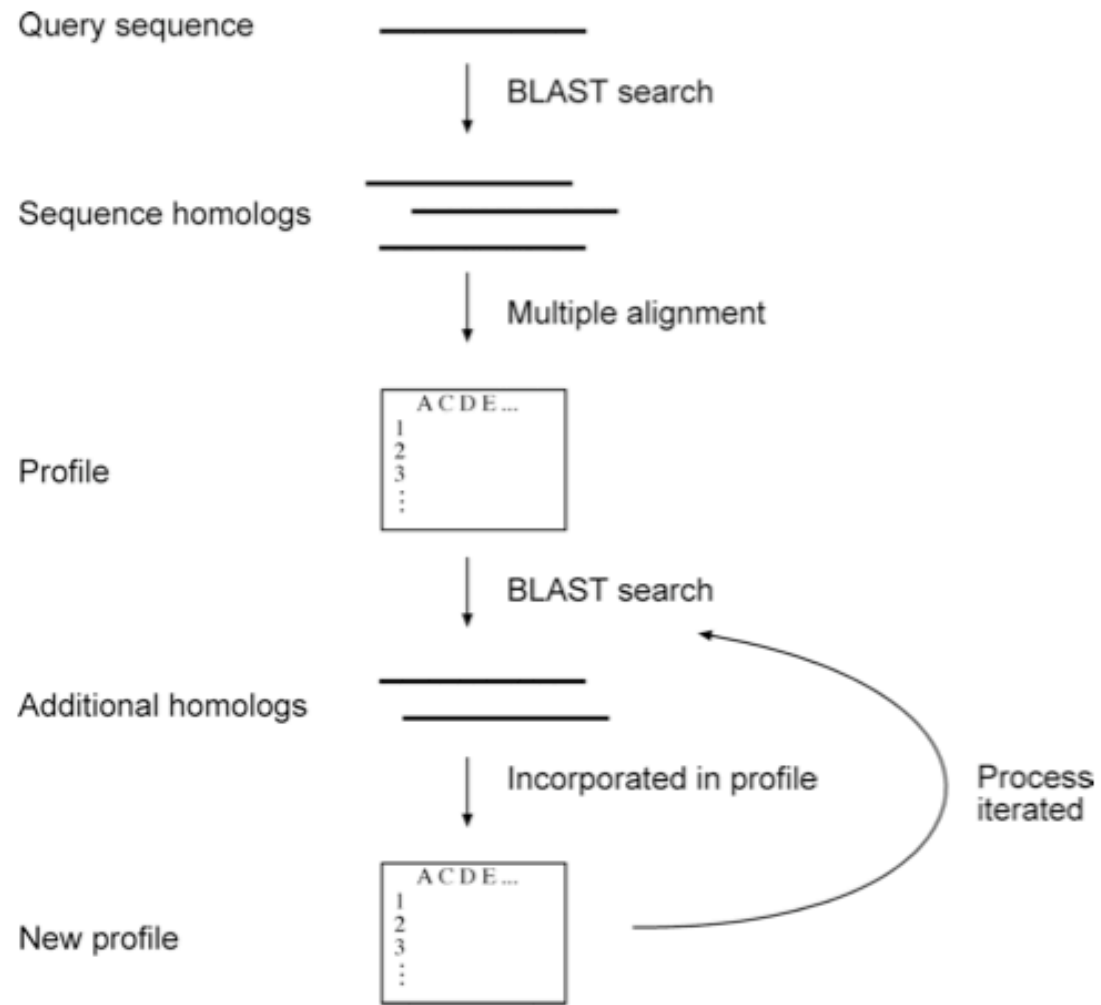 Query sequence
BLAST search
Sequence homologs
Multiple alignment
A C D E ...
1
2
3
⋮
Profile
BLAST search
Additional homologs
Incorporated in profile
Process
iterated
A C D E ...
1
2
3
⋮
New profile